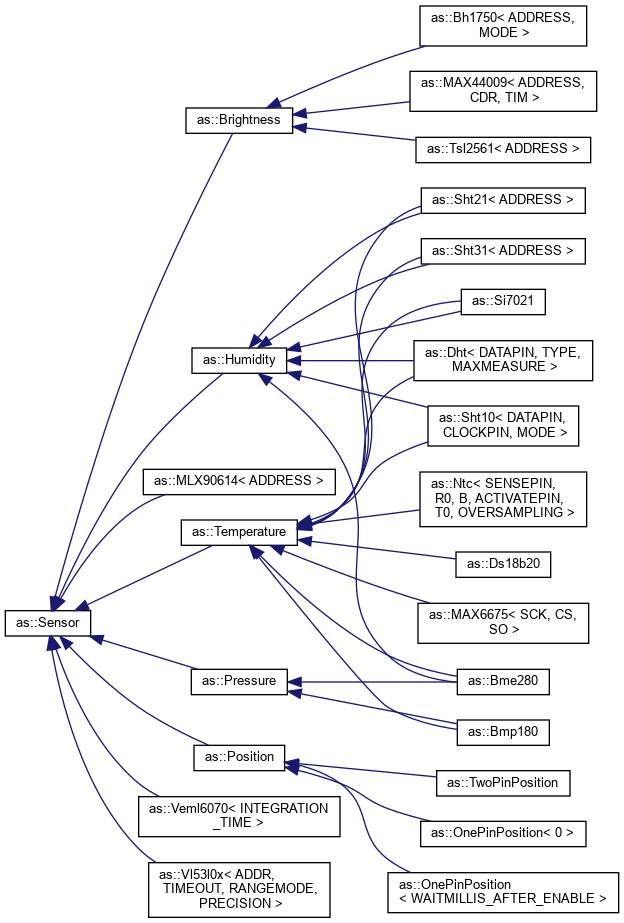 as::Bh1750< ADDRESS,
MODE >
as::MAX44009< ADDRESS,
CDR, TIM >
as::Brightness
as::Tsl2561< ADDRESS >
as::Sht21< ADDRESS >
as::Sht31< ADDRESS >
as::Si7021
as::Humidity
as::Dht< DATAPIN, TYPE,
MAXMEASURE >
as::Sht10< DATAPIN,
CLOCKPIN, MODE >
as::MLX90614< ADDRESS >
as::Ntc< SENSEPIN,
R0, B, ACTIVATEPIN,
T0, OVERSAMPLING >
as::Temperature
as::Ds18b20
as::MAX6675< SCK, CS,
SO >
as::Sensor
as::Pressure
as::Bme280
as::Bmp180
as::Position
as::TwoPinPosition
as::Veml6070< INTEGRATION
_TIME >
as::OnePinPosition< 0 >
as::Vl53l0x< ADDR,
TIMEOUT, RANGEMODE,
PRECISION >
as::OnePinPosition
< WAITMILLIS_AFTER_ENABLE >